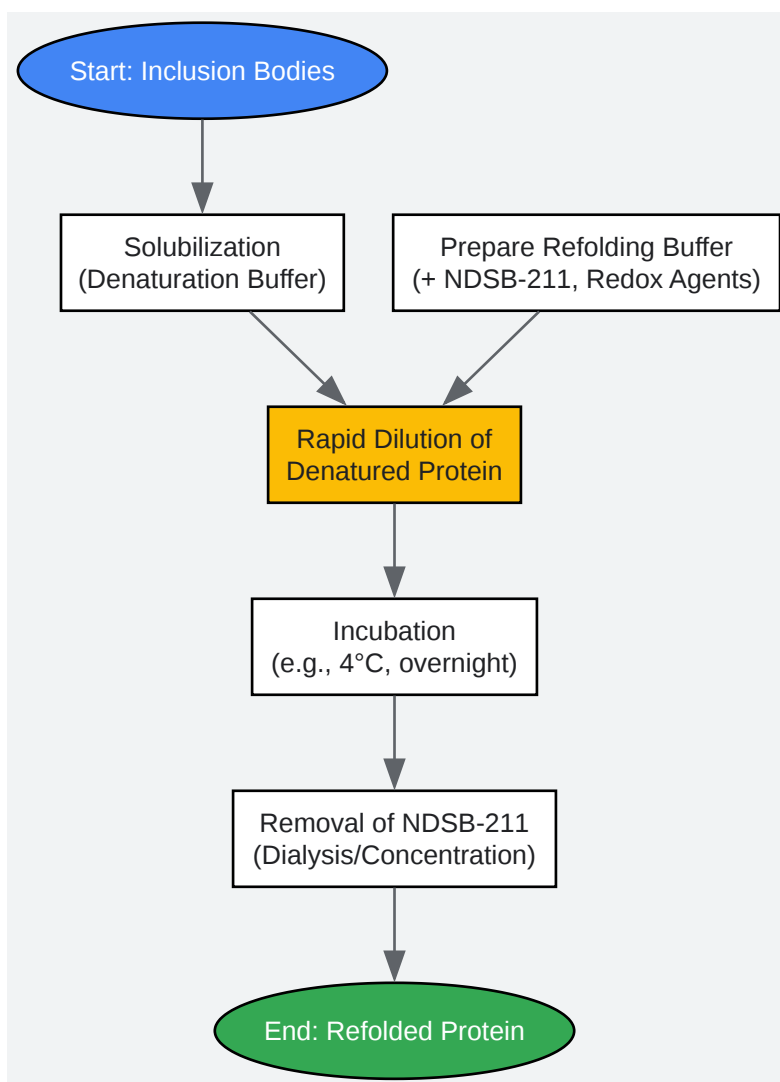 Start: Inclusion Bodies
Solubilization
(Denaturation Buffer)
Prepare Refolding Buffer
(+ NDSB-211, Redox Agents)
Rapid Dilution of
Denatured Protein
Incubation
(e.g., 4°C, overnight)
Removal of NDSB-211
(Dialysis/Concentration)
End: Refolded Protein